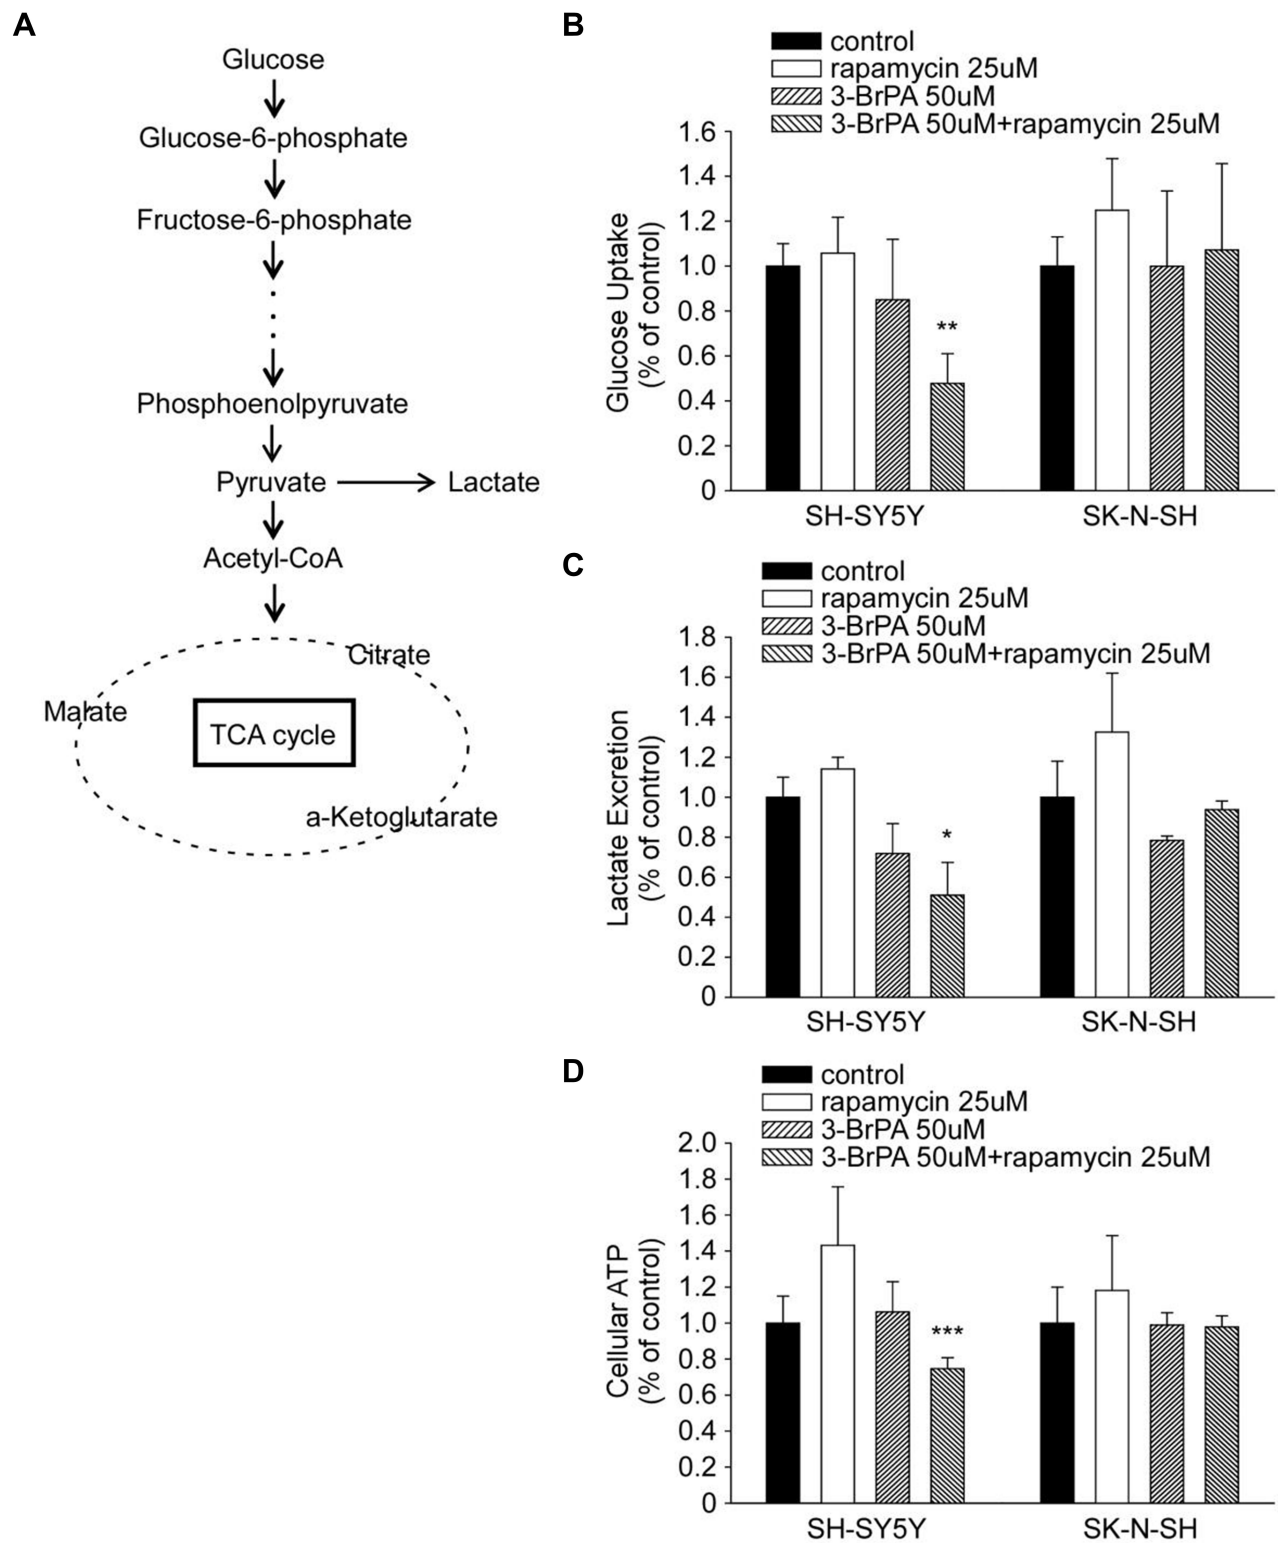 A
Glucose
Glucose-6-phosphate
Fructose-6-phosphate
Phosphoenolpyruvate
Pyruvate
Lactate
Acetyl-CoA
Citrate
Malate
TCA cycle
a-Ketoglutarate
B
control
rapamycin 25uM
3-BrPA 50uM
3-BrPA 50uM+rapamycin 25uM
Glucose Uptake
(% of control)
1.6
1.4
1.2
1.0
0.8
0.6
0.4
0.2
0
**
SH-SY5Y
SK-N-SH
C
control
rapamycin 25uM
3-BrPA 50uM
3-BrPA 50uM+rapamycin 25uM
Lactate Excretion
(% of control)
1.8
1.6
1.4
1.2
1.0
0.8
0.6
0.4
0.2
0
*
SH-SY5Y
SK-N-SH
D
control
rapamycin 25uM
3-BrPA 50uM
3-BrPA 50uM+rapamycin 25uM
Cellular ATP
(% of control)
2.0
1.8
1.6
1.4
1.2
1.0
0.8
0.6
0.4
0.2
0
***
SH-SY5Y
SK-N-SH